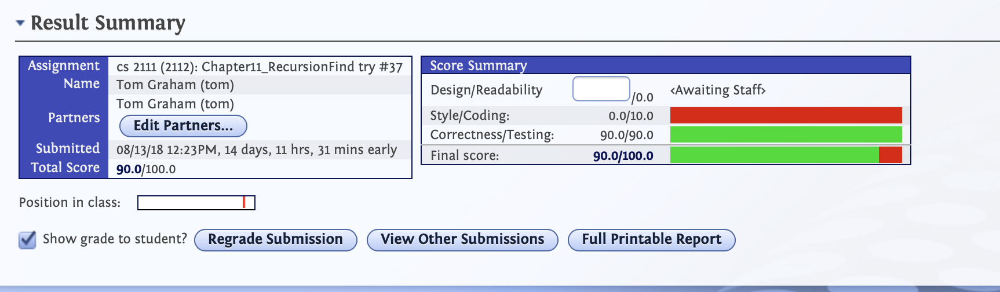 Result Summary
Assignment cs 2111 (2112): Chapter11_RecursionFind try #37
Name Tom Graham (tom)
Partners Tom Graham (tom)
Edit Partners...
Submitted 08/13/18 12:23PM, 14 days, 11 hrs, 31 mins early
Total Score 90.0/100.0
Score Summary
Design/Readability /0.0 <Awaiting Staff>
Style/Coding: 0.0/10.0
Correctness/Testing: 90.0/90.0
Final score: 90.0/100.0
Position in class:
Show grade to student? Regrade Submission View Other Submissions Full Printable Report